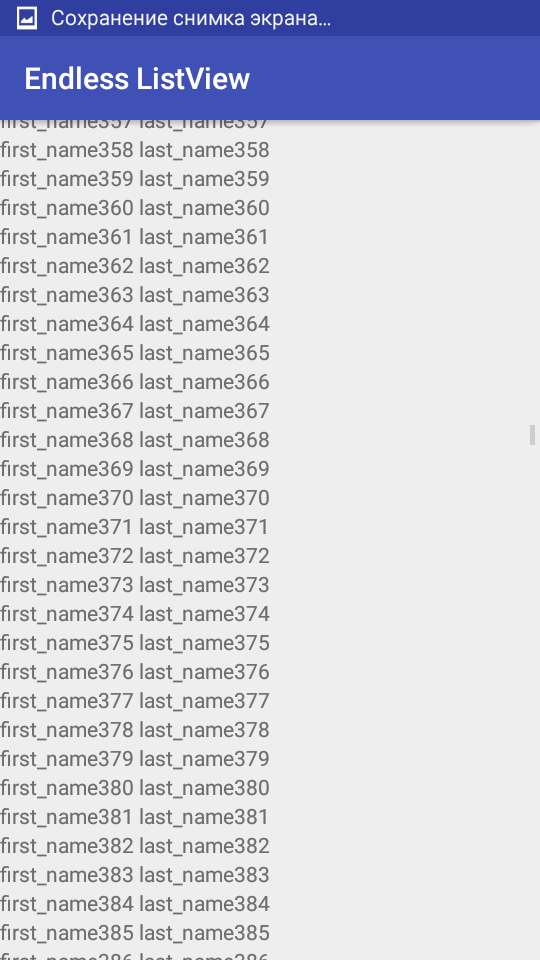 Сохранение снимка экрана...
Endless ListView
first_name357 last_name357
first_name358 last_name358
first_name359 last_name359
first_name360 last_name360
first_name361 last_name361
first_name362 last_name362
first_name363 last_name363
first_name364 last_name364
first_name365 last_name365
first_name366 last_name366
first_name367 last_name367
first_name368 last_name368
first_name369 last_name369
first_name370 last_name370
first_name371 last_name371
first_name372 last_name372
first_name373 last_name373
first_name374 last_name374
first_name375 last_name375
first_name376 last_name376
first_name377 last_name377
first_name378 last_name378
first_name379 last_name379
first_name380 last_name380
first_name381 last_name381
first_name382 last_name382
first_name383 last_name383
first_name384 last_name384
first_name385 last_name385
first_name386 last_name386